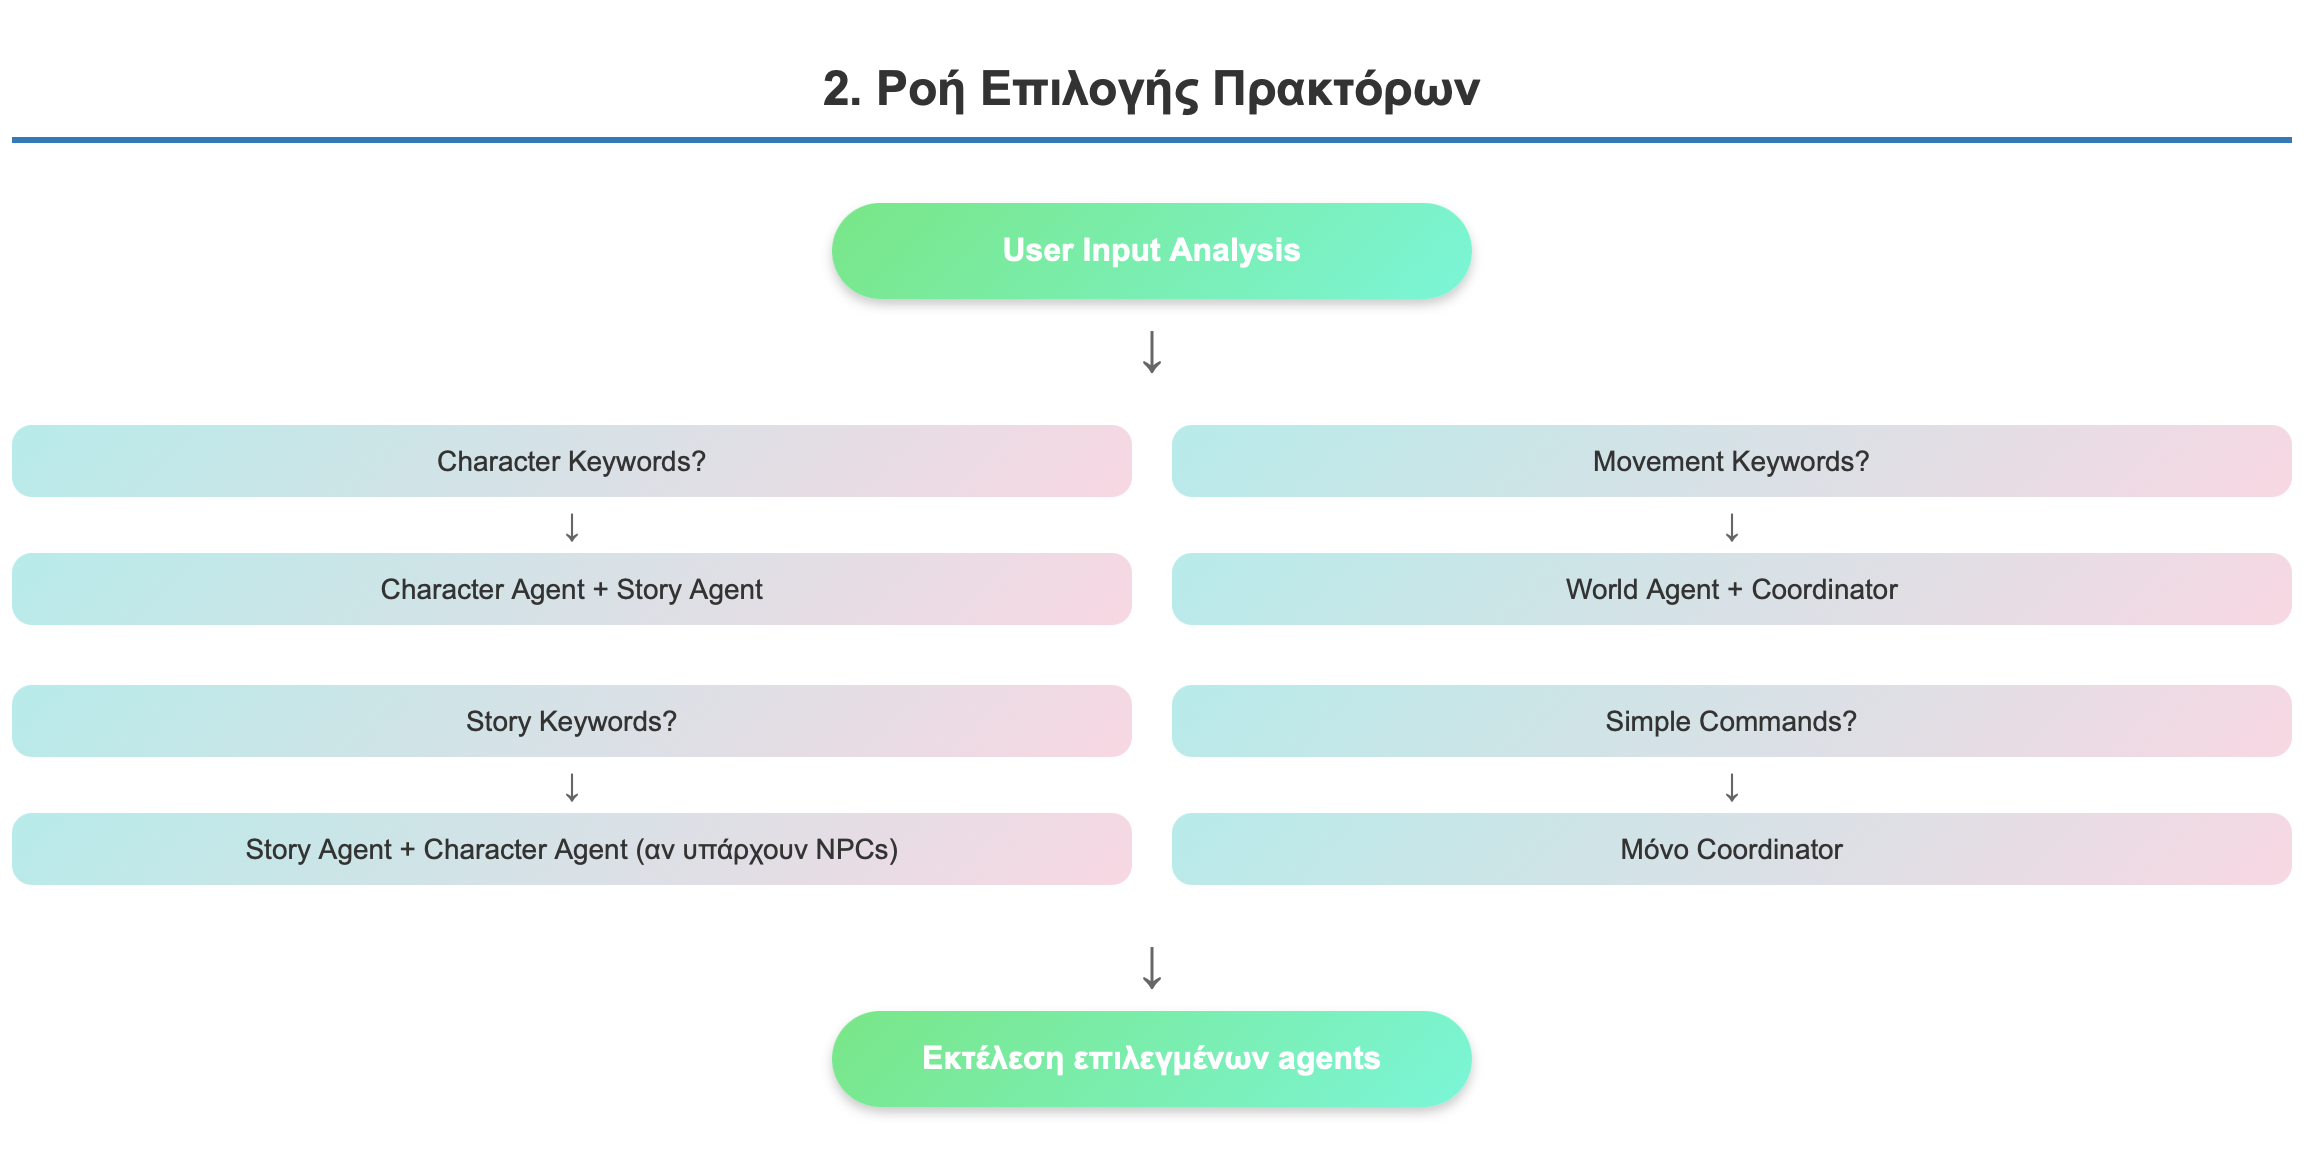 2. Ροή Επιλογής Πρακτόρων
User Input Analysis
↓
Character Keywords?
↓
Character Agent + Story Agent
Movement Keywords?
↓
World Agent + Coordinator
Story Keywords?
↓
Story Agent + Character Agent (αν υπάρχουν NPCs)
Simple Commands?
↓
Μόνο Coordinator
↓
Εκτέλεση επιλεγμένων agents